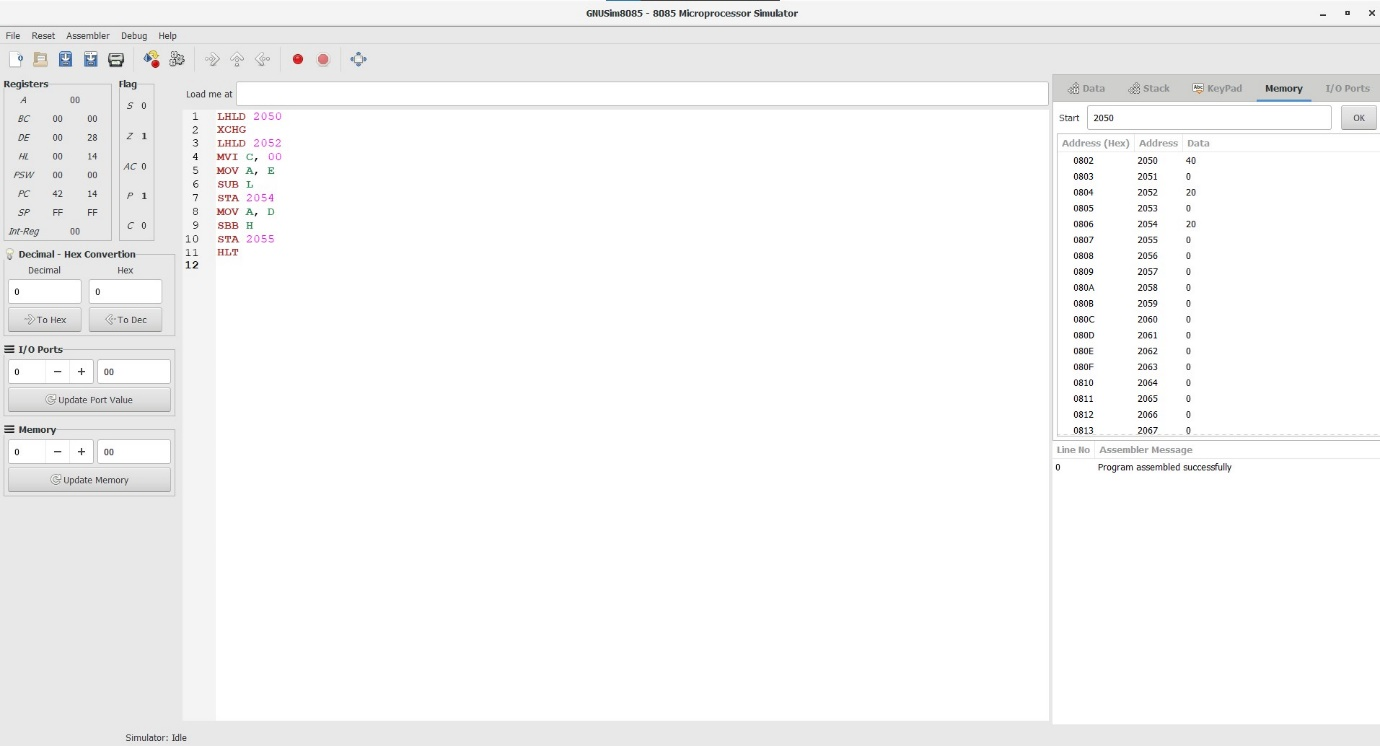 GNUSim8085 - 8085 Microprocessor Simulator
File Reset Assembler Debug Help
Registers
A 00
BC 00 00
DE 00 28
HL 00 14
PSW 00 00
PC 42 14
SP FF FF
Int-Reg 00
Flag
S 0
Z 1
AC 0
P 1
C 0
Decimal - Hex Convertion
Decimal Hex
0 0
To Hex To Dec
I/O Ports
0 − + 00
Update Port Value
Memory
0 − + 00
Update Memory
Load me at
1 LHLD 2050
2 XCHG
3 LHLD 2052
4 MVI C, 00
5 MOV A, E
6 SUB L
7 STA 2054
8 MOV A, D
9 SBB H
10 STA 2055
11 HLT
12
Data Stack Abc KeyPad Memory I/O Ports
Start 2050 OK
Address (Hex) Address Data
0802 2050 40
0803 2051 0
0804 2052 20
0805 2053 0
0806 2054 20
0807 2055 0
0808 2056 0
0809 2057 0
080A 2058 0
080B 2059 0
080C 2060 0
080D 2061 0
080E 2062 0
080F 2063 0
0810 2064 0
0811 2065 0
0812 2066 0
0813 2067 0
Line No Assembler Message
0 Program assembled successfully
Simulator: Idle